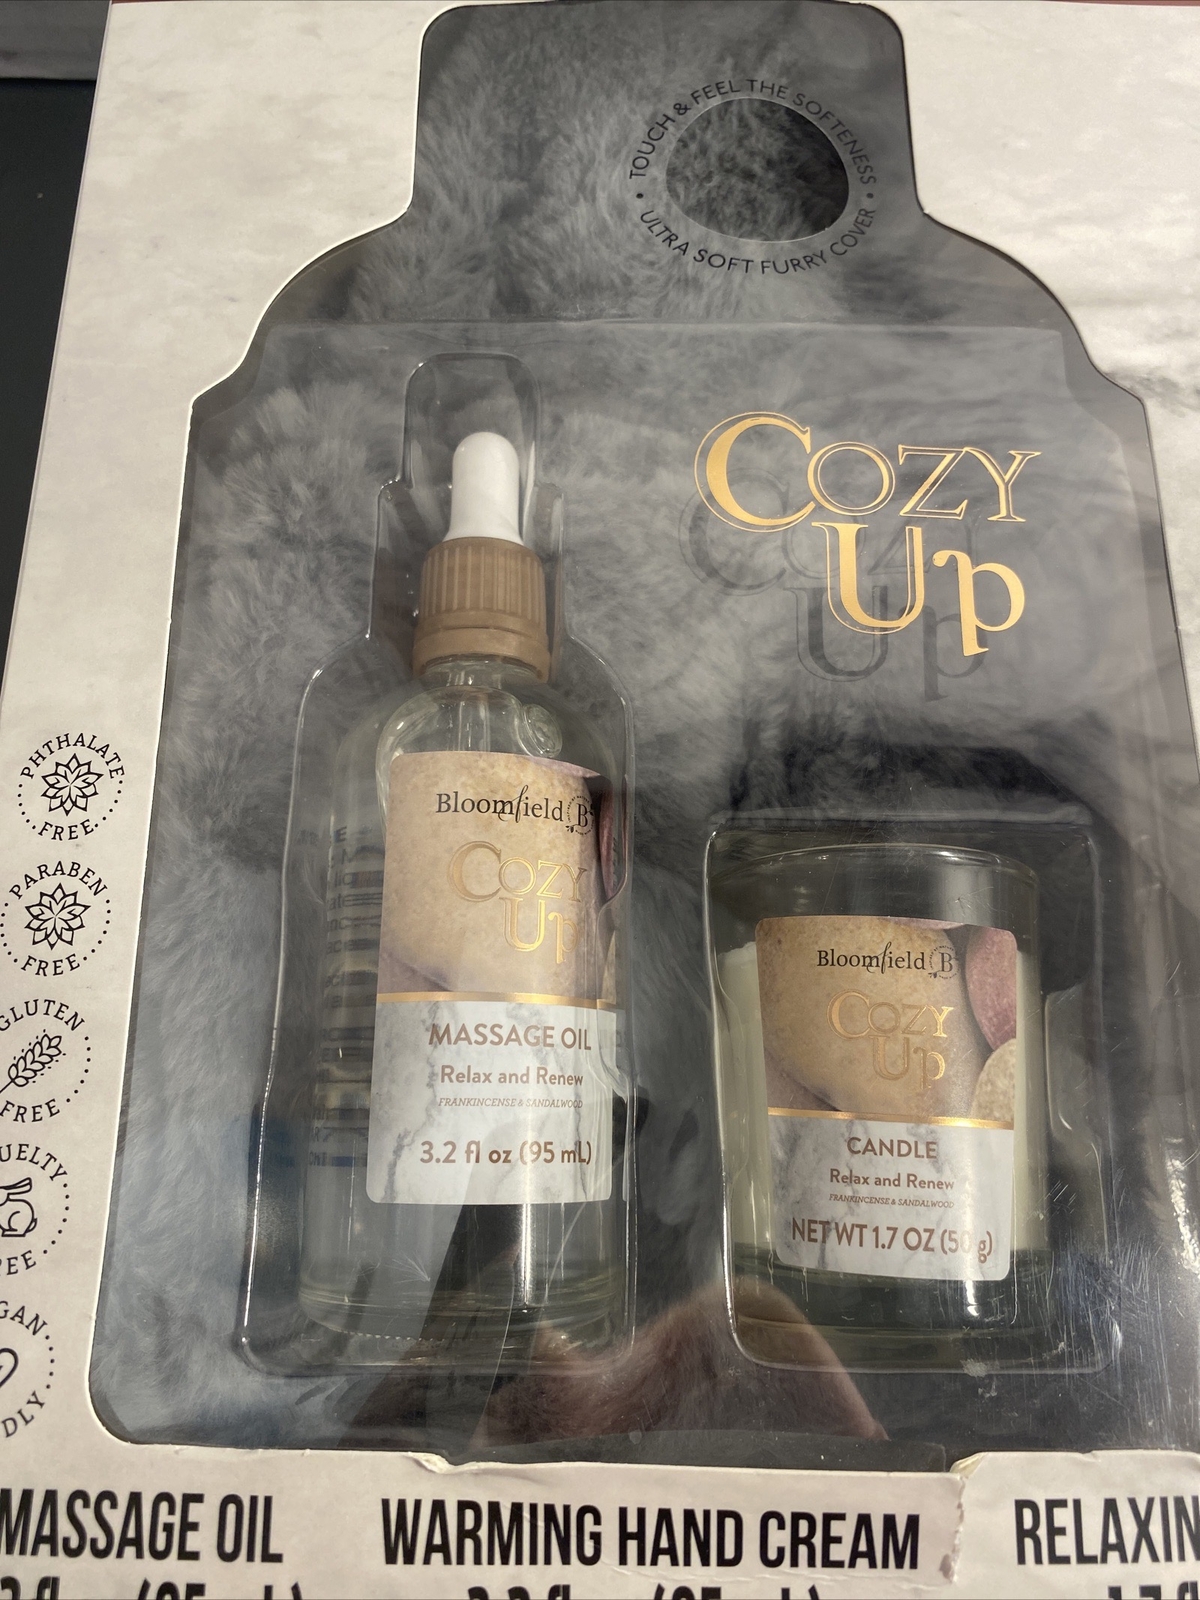 TOUCH & FEEL THE SOFTENESS
ULTRA SOFT FURRY COVER
COZY
UP
PHTHALATE
FREE
PARABEN
FREE
GLUTEN
FREE
Bloomfield B
COZY
Up
MASSAGE OIL
Relax and Renew
FRANKINCENSE & SANDALWOOD
3.2 fl oz (95 mL)
Bloomfield B
COZY
Up
CANDLE
Relax and Renew
FRANKINCENSE & SANDALWOOD
NET WT 1.7 OZ (50 g)
MASSAGE OIL
WARMING HAND CREAM